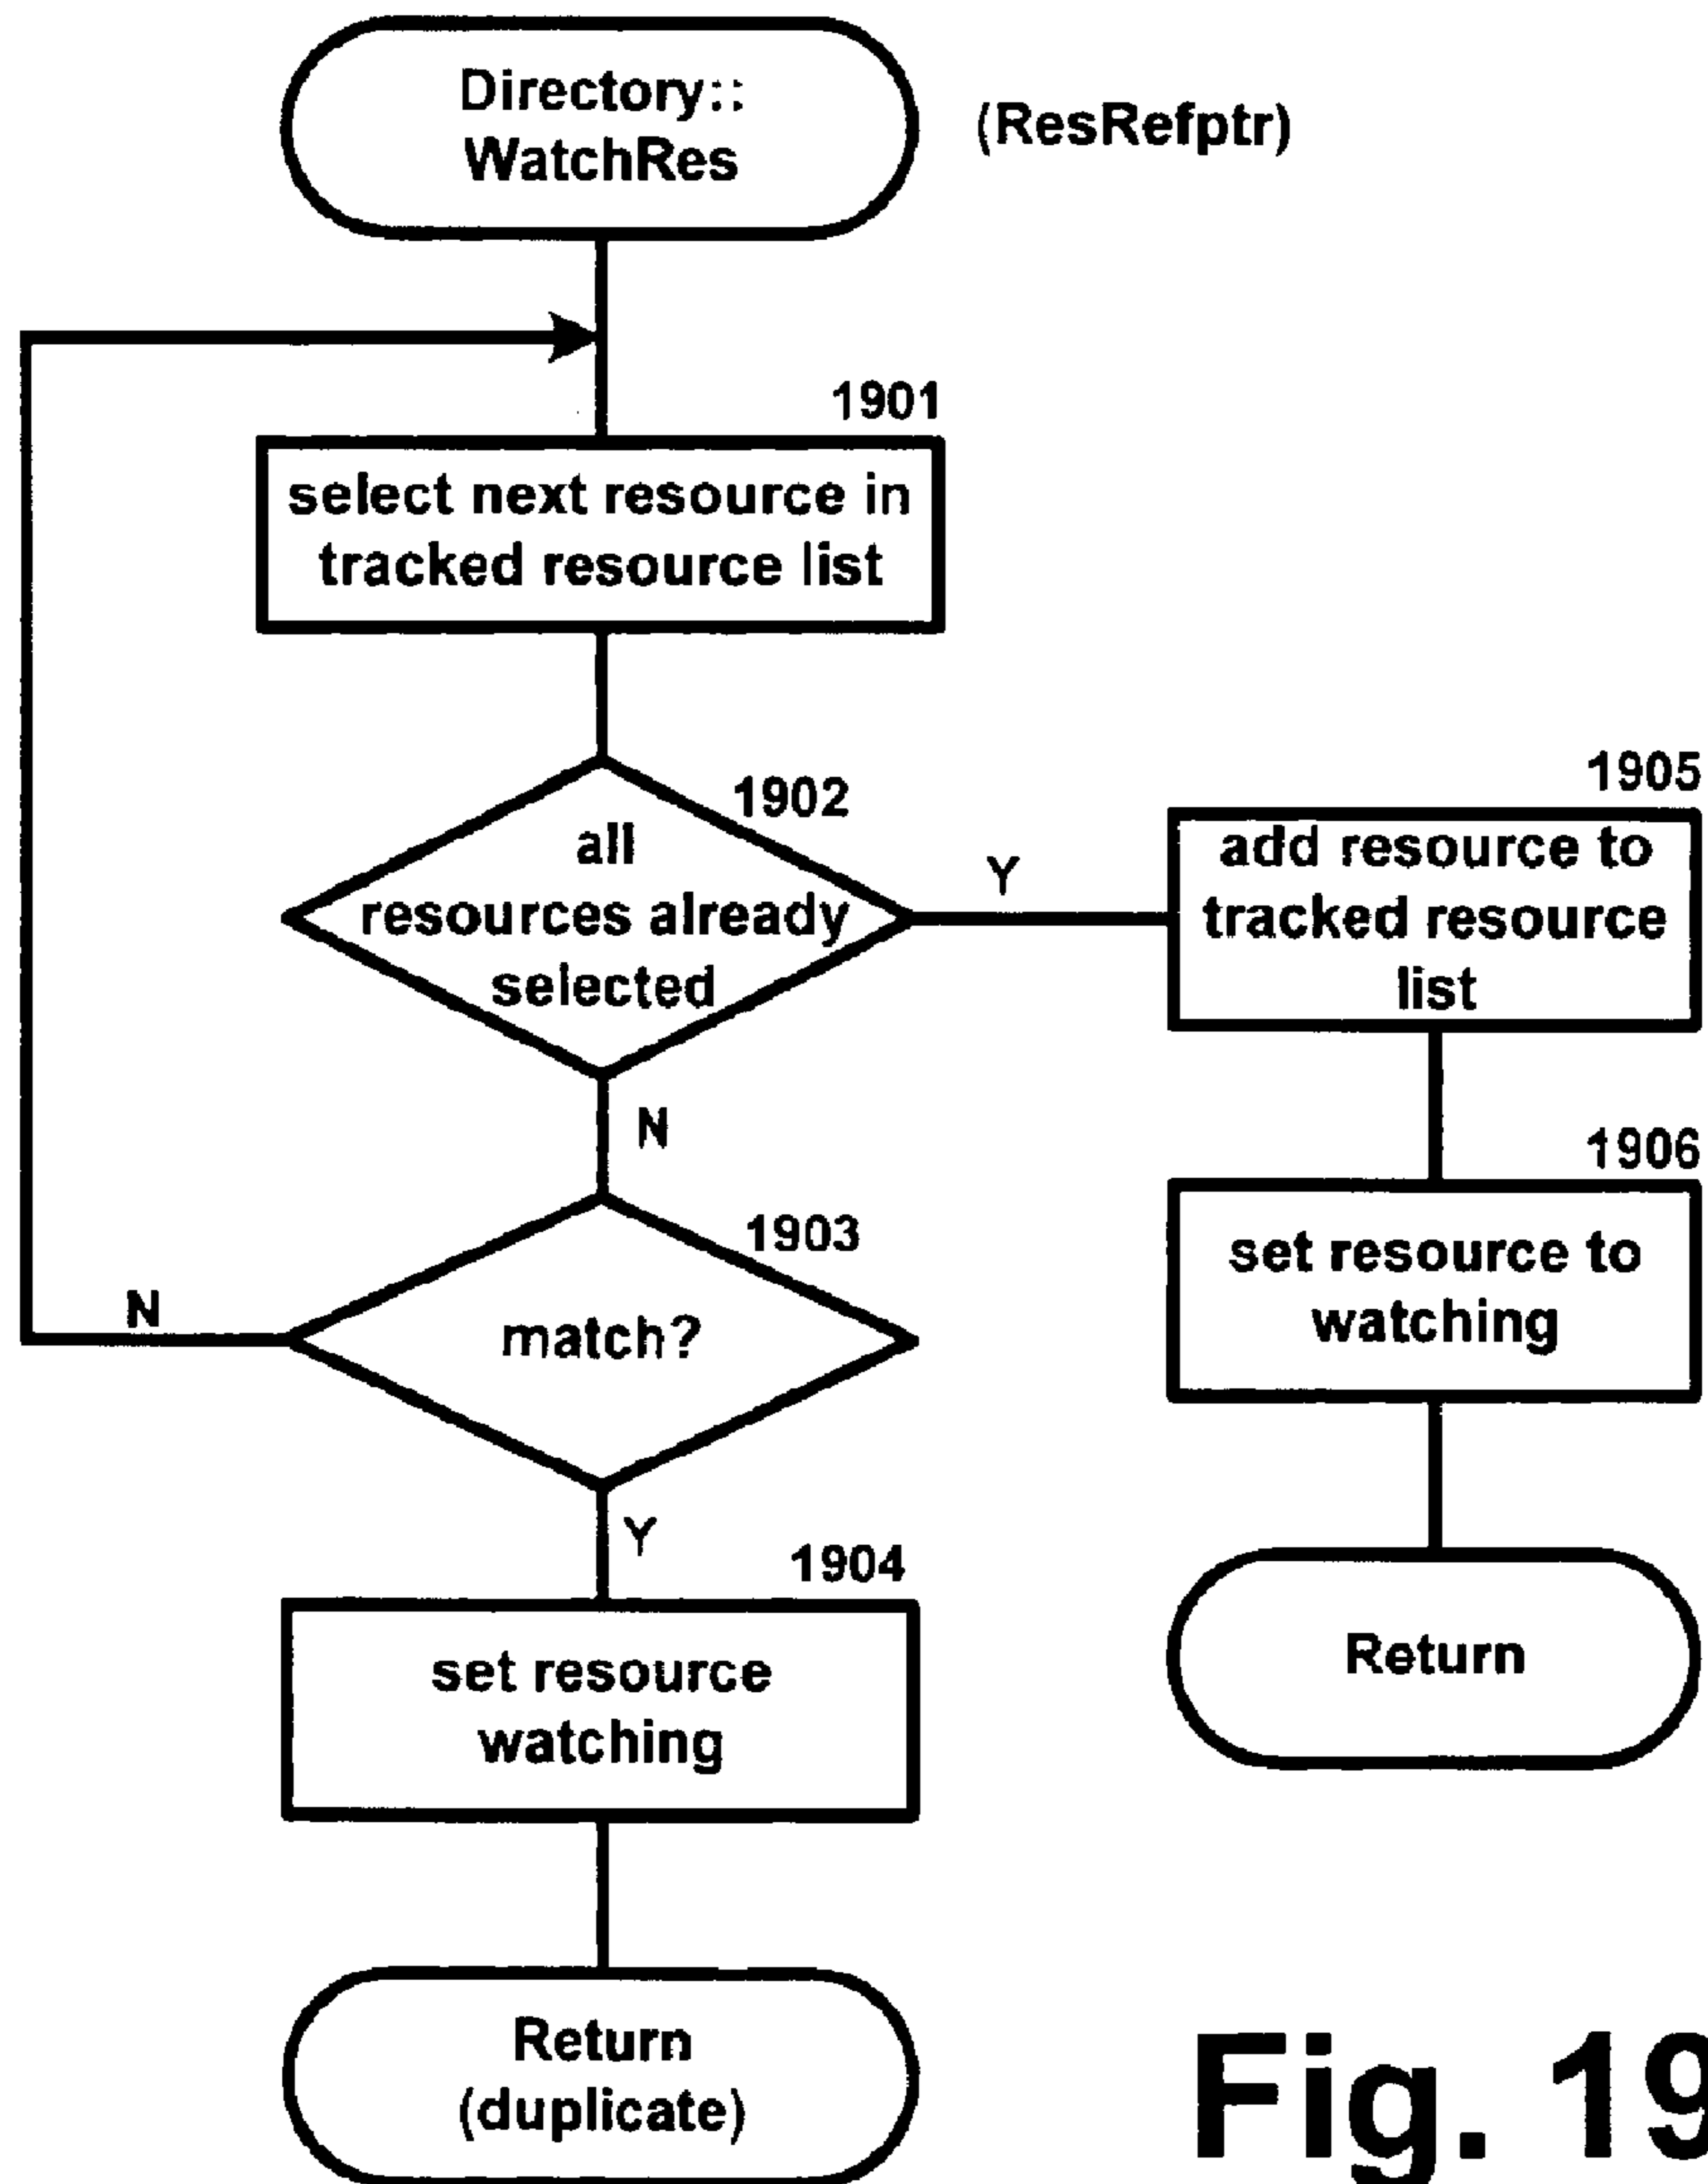 Directory::
WatchRes
(ResRefptr)
1901
select next resource in
tracked resource list
1902
all
resources already
selected
Y
1905
add resource to
tracked resource
list
N
1906
set resource to
watching
1903
match?
N
Y
Return
1904
set resource
watching
Return
(duplicate)
Fig. 19